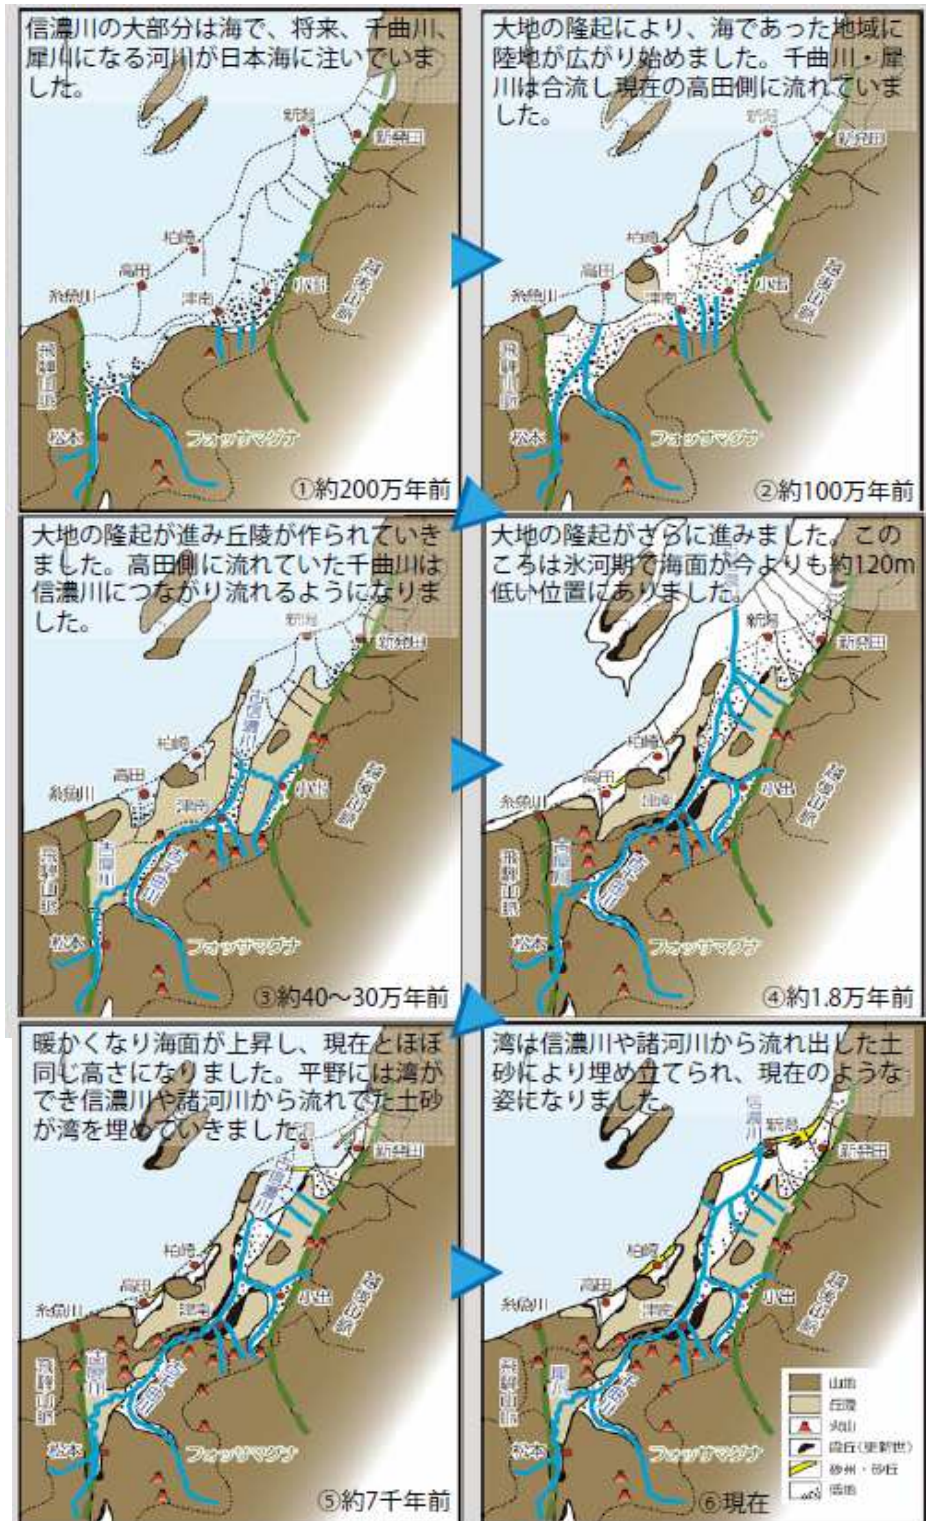 信濃川の大部分は海で、将来、千曲川、
犀川になる河川が日本海に注いでいま
した。
新潟
新発田
柏崎
高田
糸魚川
津南
小出
越後山脈
飛騨山脈
松本
フォッサマグナ
①約200万年前
大地の隆起により、海であった地域に
陸地が広がり始めました。千曲川・犀
川は合流し現在の高田側に流れていま
した。
新潟
新発田
柏崎
高田
糸魚川
津南
小出
越後山脈
飛騨山脈
松本
フォッサマグナ
②約100万年前
大地の隆起が進み丘陵が作られていき
ました。高田側に流れていた千曲川は
信濃川につながり流れるようになりま
した。
新潟
新発田
古信濃川
柏崎
高田
糸魚川
津南
小出
越後山脈
飛騨山脈
古犀川
古千曲川
松本
フォッサマグナ
③約40～30万年前
大地の隆起がさらに進みました。この
ころは氷河期で海面が今よりも約120m
低い位置にありました。
新潟
新発田
柏崎
高田
糸魚川
津南
小出
越後山脈
飛騨山脈
古犀川
古千曲川
松本
フォッサマグナ
④約1.8万年前
暖かくなり海面が上昇し、現在とほぼ
同じ高さになりました。平野には湾が
でき信濃川や諸河川から流れでた土砂
が湾を埋めていきました。
新発田
古信濃川
柏崎
高田
糸魚川
津南
小出
越後山脈
飛騨山脈
古犀川
古千曲川
松本
フォッサマグナ
⑤約7千年前
湾は信濃川や諸河川から流れ出した土
砂により埋め立てられ、現在のような
姿になりました。
信濃川
新潟
新発田
柏崎
高田
糸魚川
津南
小出
越後山脈
飛騨山脈
犀川
千曲川
松本
フォッサマグナ
⑥現在
山地
丘陵
火山
段丘(更新世)
砂州・砂丘
低地